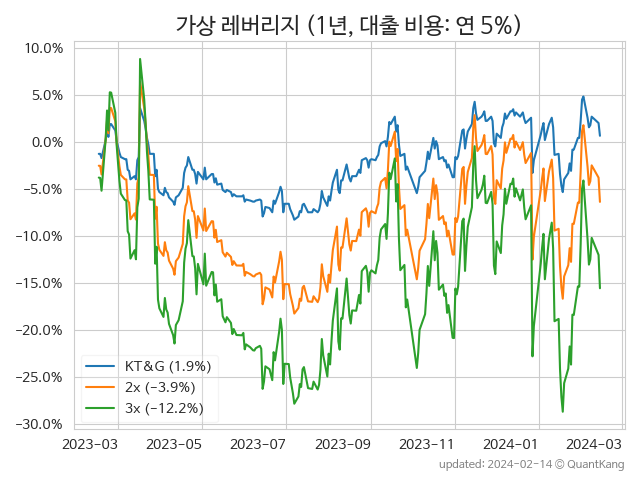 가상 레버리지 (1년, 대출 비용: 연 5%)
10.0%
5.0%
0.0%
−5.0%
−10.0%
−15.0%
−20.0%
−25.0%
−30.0%
KT&G (1.9%)
2x (−3.9%)
3x (−12.2%)
2023-03 2023-05 2023-07 2023-09 2023-11 2024-01 2024-03
updated: 2024-02-14 © QuantKang